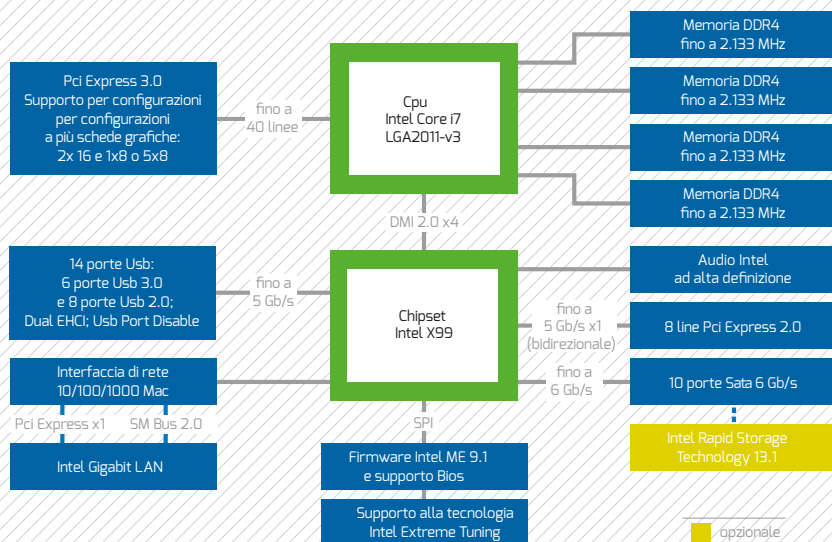 Pci Express 3.0
Supporto per configurazioni
per configurazioni
a più schede grafiche:
2x 16 e 1x8 o 5x8
fino a
40 linee
Cpu
Intel Core i7
LGA2011-v3
Memoria DDR4
fino a 2.133 MHz
Memoria DDR4
fino a 2.133 MHz
Memoria DDR4
fino a 2.133 MHz
Memoria DDR4
fino a 2.133 MHz
DMI 2.0 x4
14 porte Usb:
6 porte Usb 3.0
e 8 porte Usb 2.0;
Dual EHCI; Usb Port Disable
fino a
5 Gb/s
Chipset
Intel X99
Audio Intel
ad alta definizione
fino a
5 Gb/s x1
(bidirezionale)
8 line Pci Express 2.0
Interfaccia di rete
10/100/1000 Mac
fino a
6 Gb/s
10 porte Sata 6 Gb/s
Pci Express x1
SM Bus 2.0
SPI
Intel Gigabit LAN
Firmware Intel ME 9.1
e supporto Bios
Intel Rapid Storage
Technology 13.1
Supporto alla tecnologia
Intel Extreme Tuning
opzionale